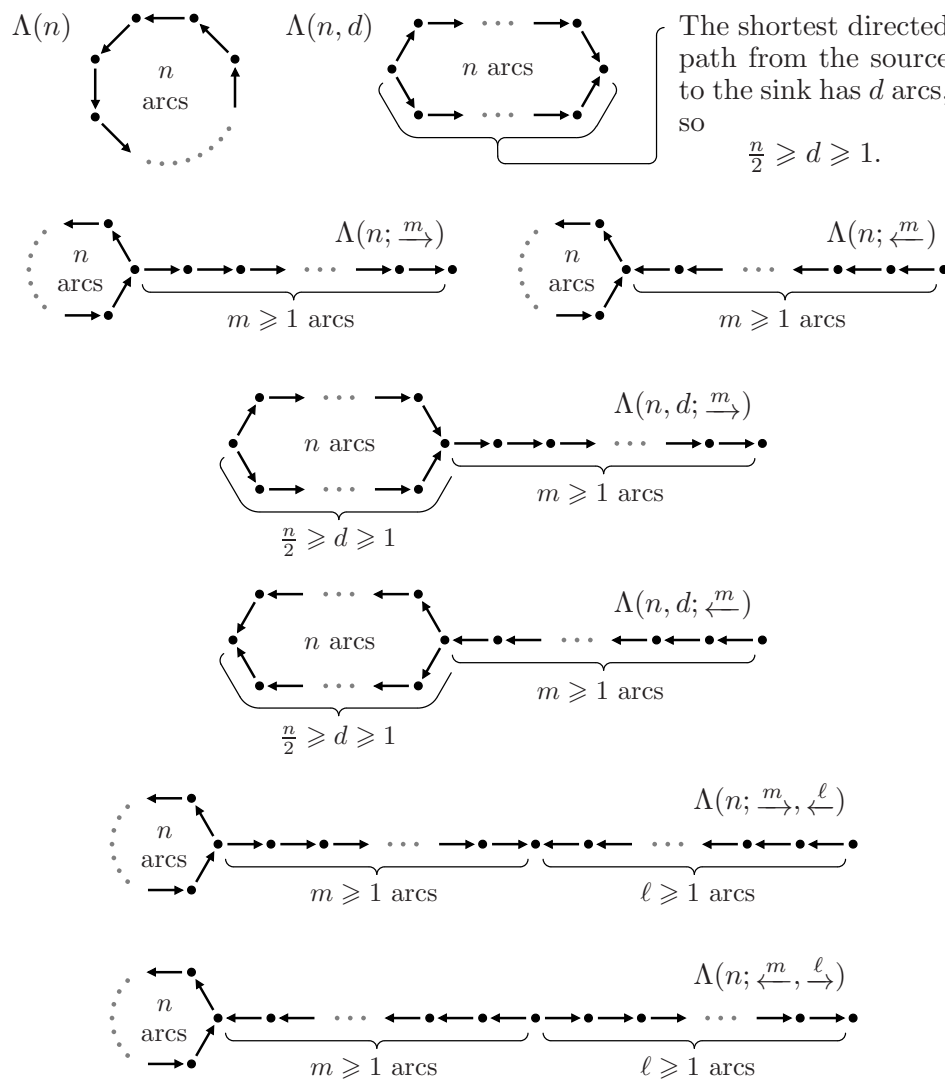 Λ(n)
n
arcs
Λ(n, d)
n arcs
The shortest directed
path from the source
to the sink has d arcs,
so
n/2 ⩾ d ⩾ 1.
Λ(n; m→)
n
arcs
m ⩾ 1 arcs
Λ(n; m←)
n
arcs
m ⩾ 1 arcs
Λ(n, d; m→)
n arcs
m ⩾ 1 arcs
n/2 ⩾ d ⩾ 1
Λ(n, d; m←)
n arcs
m ⩾ 1 arcs
n/2 ⩾ d ⩾ 1
Λ(n; m→, ℓ←)
n
arcs
m ⩾ 1 arcs
ℓ ⩾ 1 arcs
Λ(n; m←, ℓ→)
n
arcs
m ⩾ 1 arcs
ℓ ⩾ 1 arcs